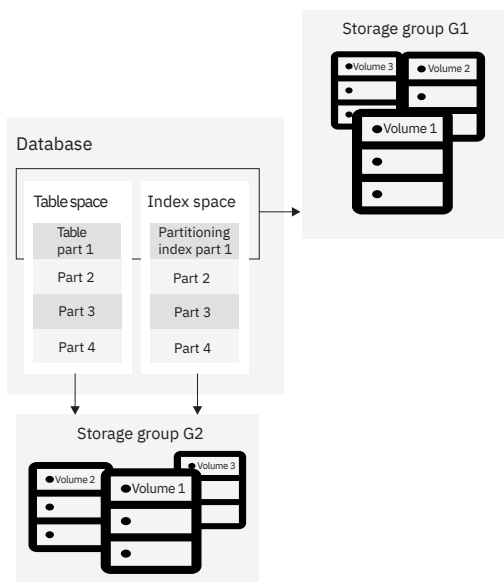 Storage group G1
Volume 3
Volume 2
Volume 1
Database
Table space
Index space
Table
part 1
Partitioning
index part 1
Part 2
Part 2
Part 3
Part 3
Part 4
Part 4
Storage group G2
Volume 3
Volume 2
Volume 1